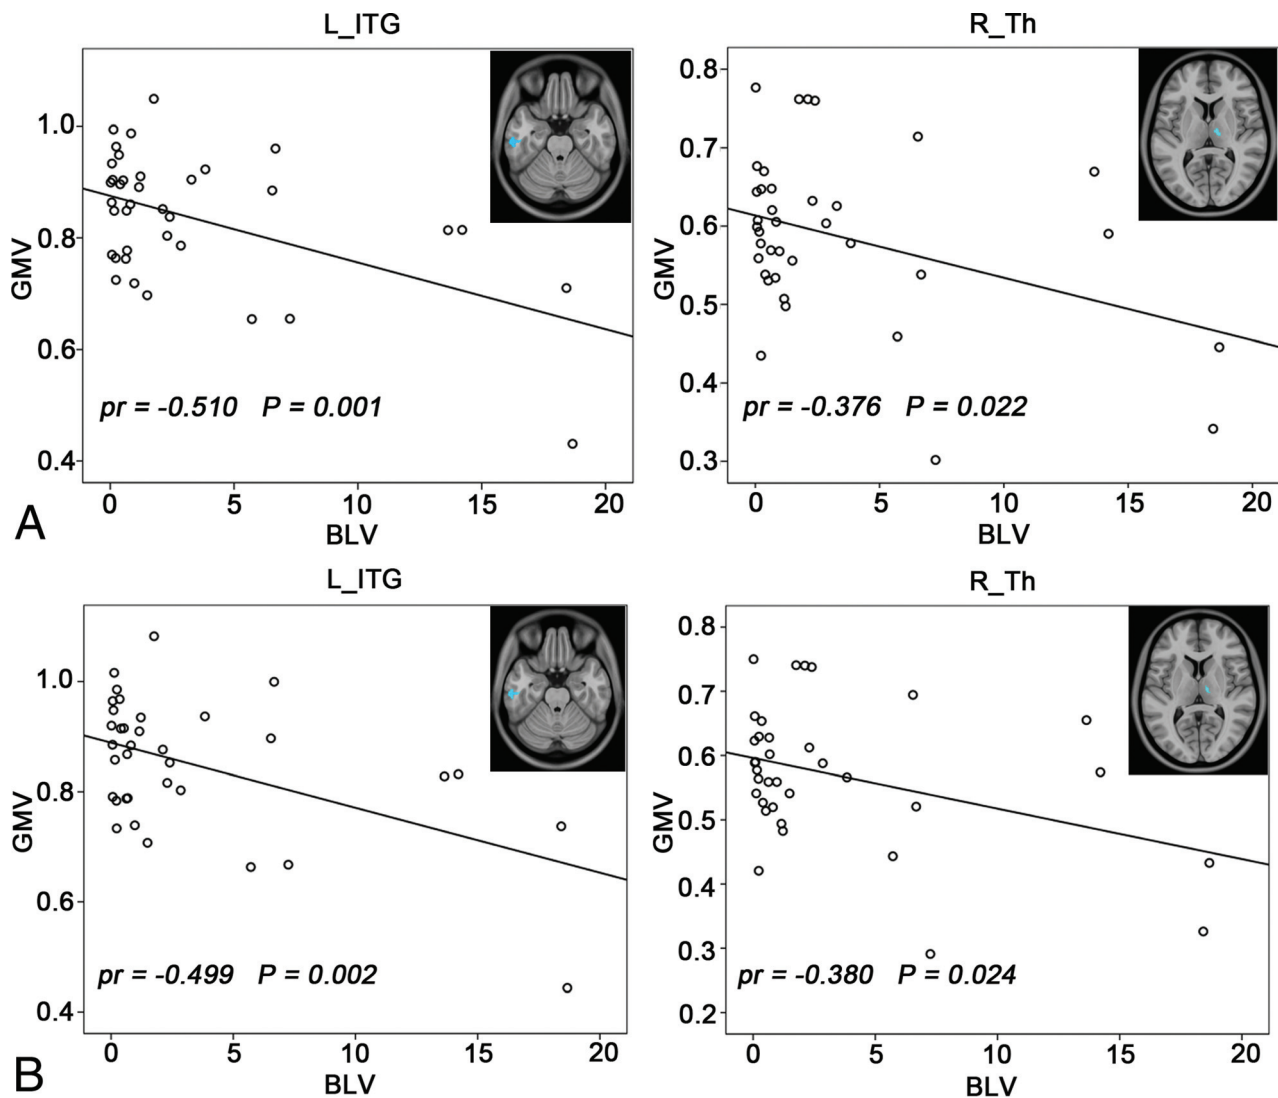 L_ITG
1.0
0.8
0.6
0.4
GMV
pr = -0.510 P = 0.001
0 5 10 15 20
BLV
R_Th
0.8
0.7
0.6
0.5
0.4
0.3
GMV
pr = -0.376 P = 0.022
0 5 10 15 20
BLV
A
L_ITG
1.0
0.8
0.6
0.4
GMV
pr = -0.499 P = 0.002
0 5 10 15 20
BLV
R_Th
0.8
0.7
0.6
0.5
0.4
0.3
0.2
GMV
pr = -0.380 P = 0.024
0 5 10 15 20
BLV
B